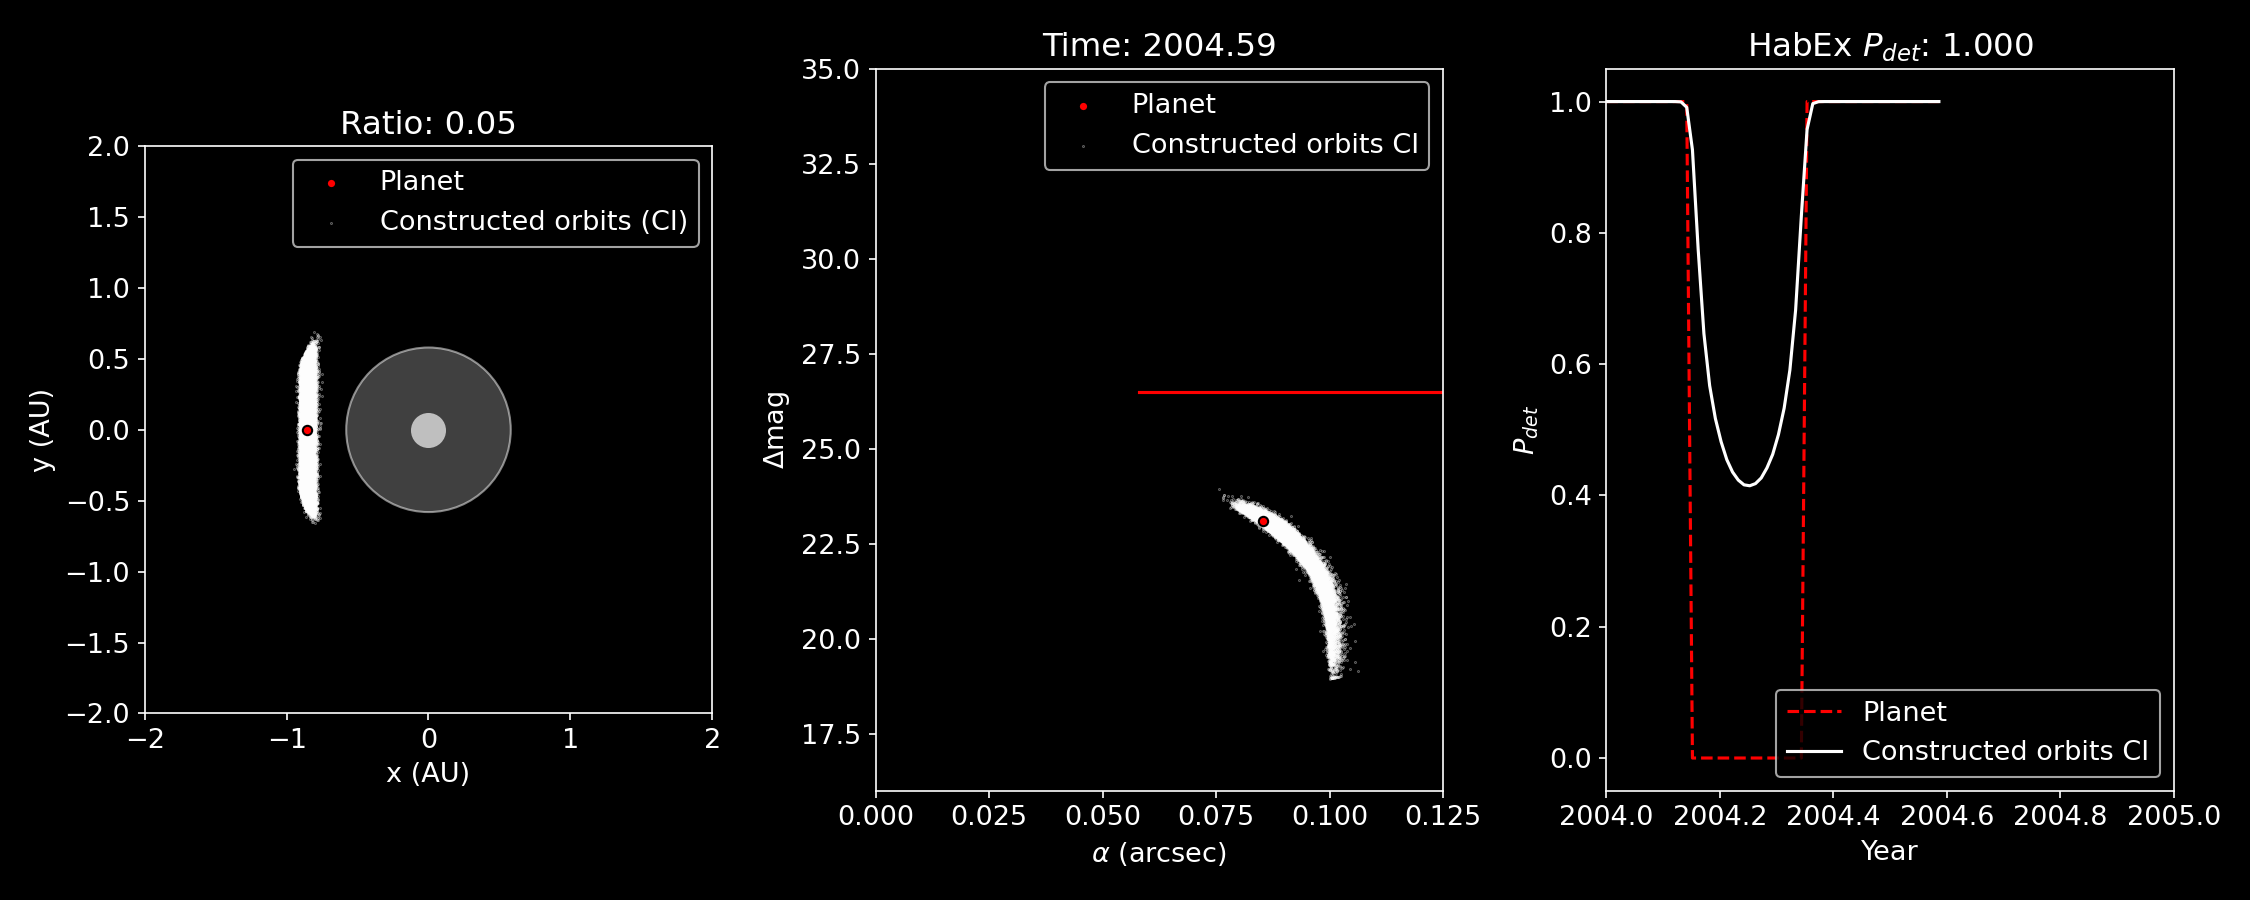 Ratio: 0.05
Planet
Constructed orbits (CI)
2.0
1.5
1.0
0.5
0.0
−0.5
−1.0
−1.5
−2.0
y (AU)
−2
−1
0
1
2
x (AU)
Time: 2004.59
Planet
Constructed orbits CI
35.0
32.5
30.0
27.5
25.0
22.5
20.0
17.5
Δmag
0.000
0.025
0.050
0.075
0.100
0.125
α (arcsec)
HabEx P_det: 1.000
1.0
0.8
0.6
0.4
0.2
0.0
P_det
Planet
Constructed orbits CI
2004.0
2004.2
2004.4
2004.6
2004.8
2005.0
Year